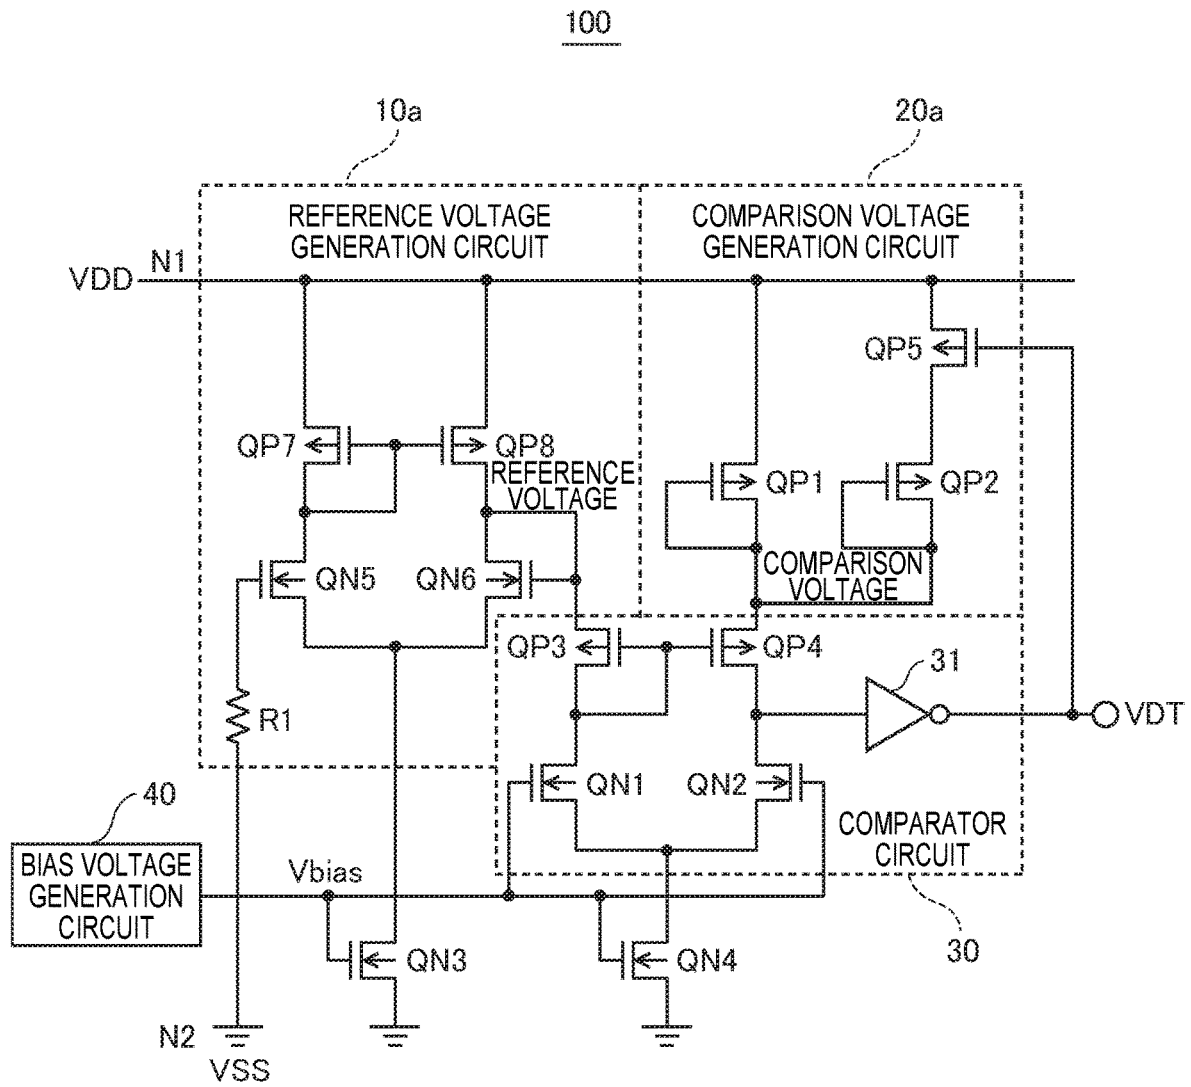 100
10a
20a
REFERENCE VOLTAGE
GENERATION CIRCUIT
COMPARISON VOLTAGE
GENERATION CIRCUIT
VDD
N1
QP5
QP7
QP8
REFERENCE
VOLTAGE
QP1
QP2
QN5
QN6
COMPARISON
VOLTAGE
QP3
QP4
31
R1
VDT
QN1
QN2
40
COMPARATOR
CIRCUIT
BIAS VOLTAGE
GENERATION
CIRCUIT
Vbias
QN3
QN4
30
N2
VSS